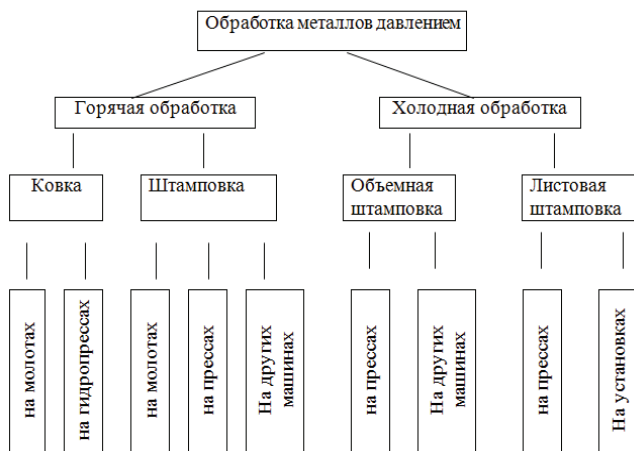 Обработка металлов давлением
Горячая обработка
Холодная обработка
Ковка
Штамповка
Объемная
штамповка
Листовая
штамповка
на молотах
на гидропрессах
на молотах
на прессах
На других
машинах
на прессах
На других
машинах
на прессах
На установках